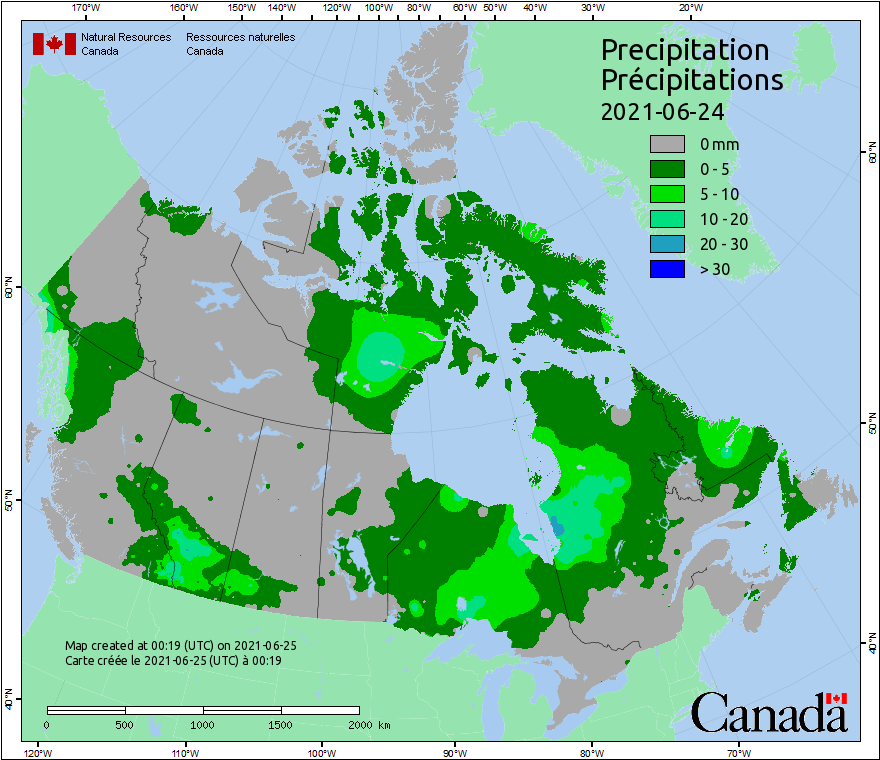 170°W 160°W 150°W 140°W 130°W 120°W 110°W 100°W 90°W 80°W 60°W 50°W 40°W 30°W 20°W
Natural Resources Ressources naturelles
Canada Canada
Precipitation
Précipitations
2021-06-24
0 mm
0 - 5
5 - 10
10 - 20
20 - 30
> 30
60°N
50°N
40°N
60°N
50°N
40°N
Map created at 00:19 (UTC) on 2021-06-25
Carte créée le 2021-06-25 (UTC) à 00:19
0 500 1000 1500 2000 km
Canada
120°W 110°W 100°W 90°W 80°W 70°W